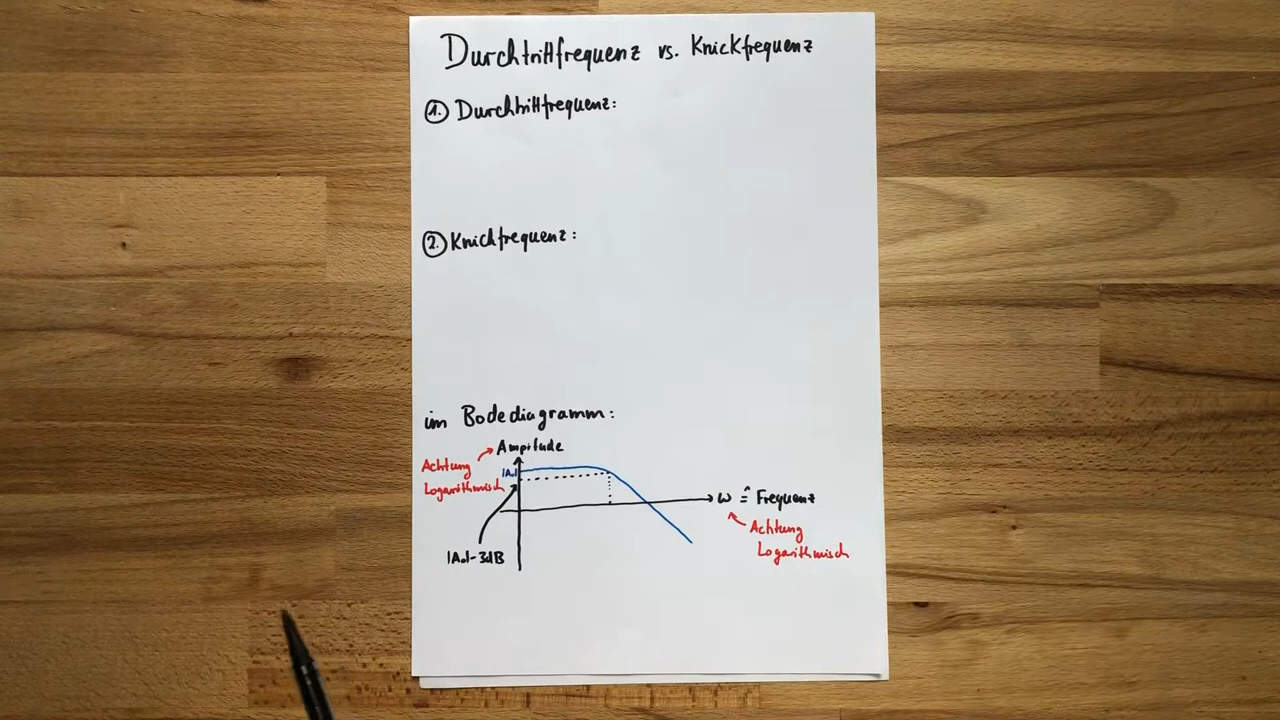 Durchtrittfrequenz vs. Knickfrequenz
1. Durchtrittfrequenz:
2. Knickfrequenz:
im Bodediagramm:
Amplitude
Achtung
Logarithmisch
|A₀|
ω ≙ Frequenz
Achtung
Logarithmisch
|A₀|-3dB